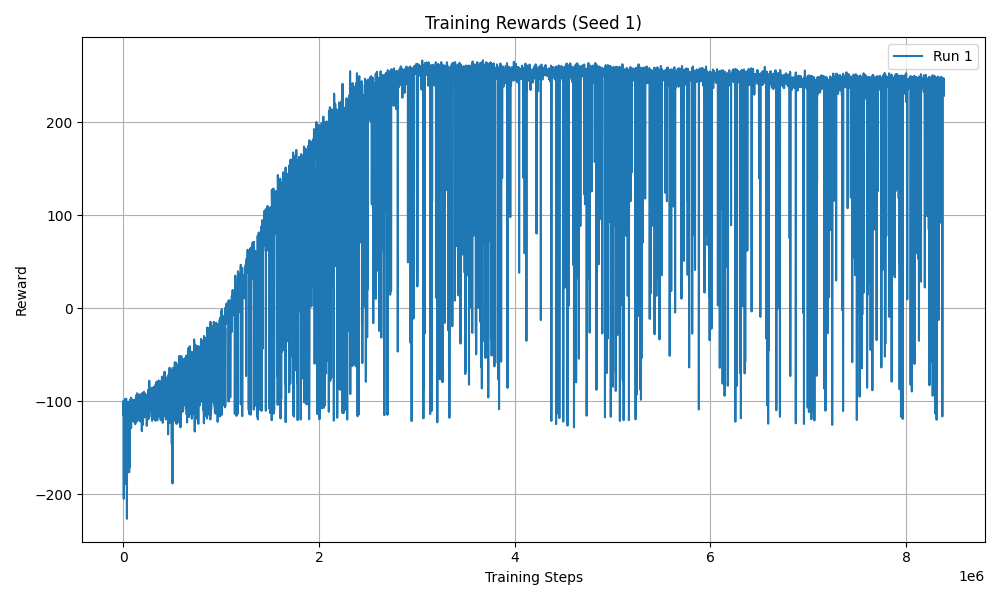 Training Rewards (Seed 1)
Run 1
Reward
200
100
0
−100
−200
0 2 4 6 8
1e6
Training Steps